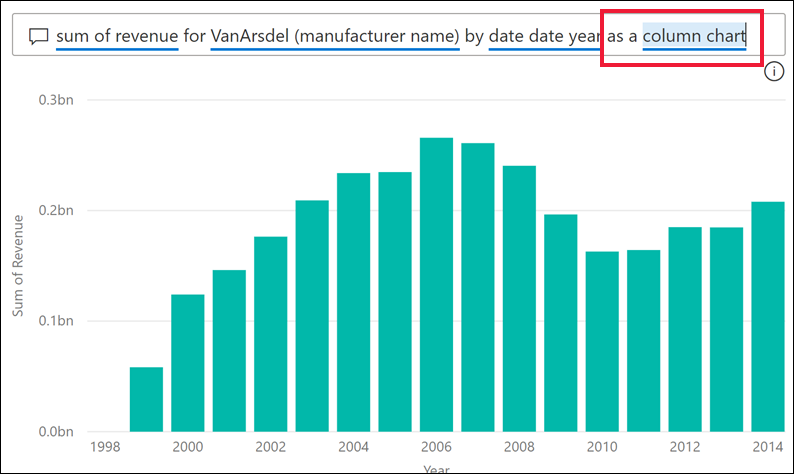 sum of revenue for VanArsdel (manufacturer name) by date date year as a column chart
i
0.3bn
0.2bn
0.1bn
0.0bn
Sum of Revenue
1998 2000 2002 2004 2006 2008 2010 2012 2014
Year